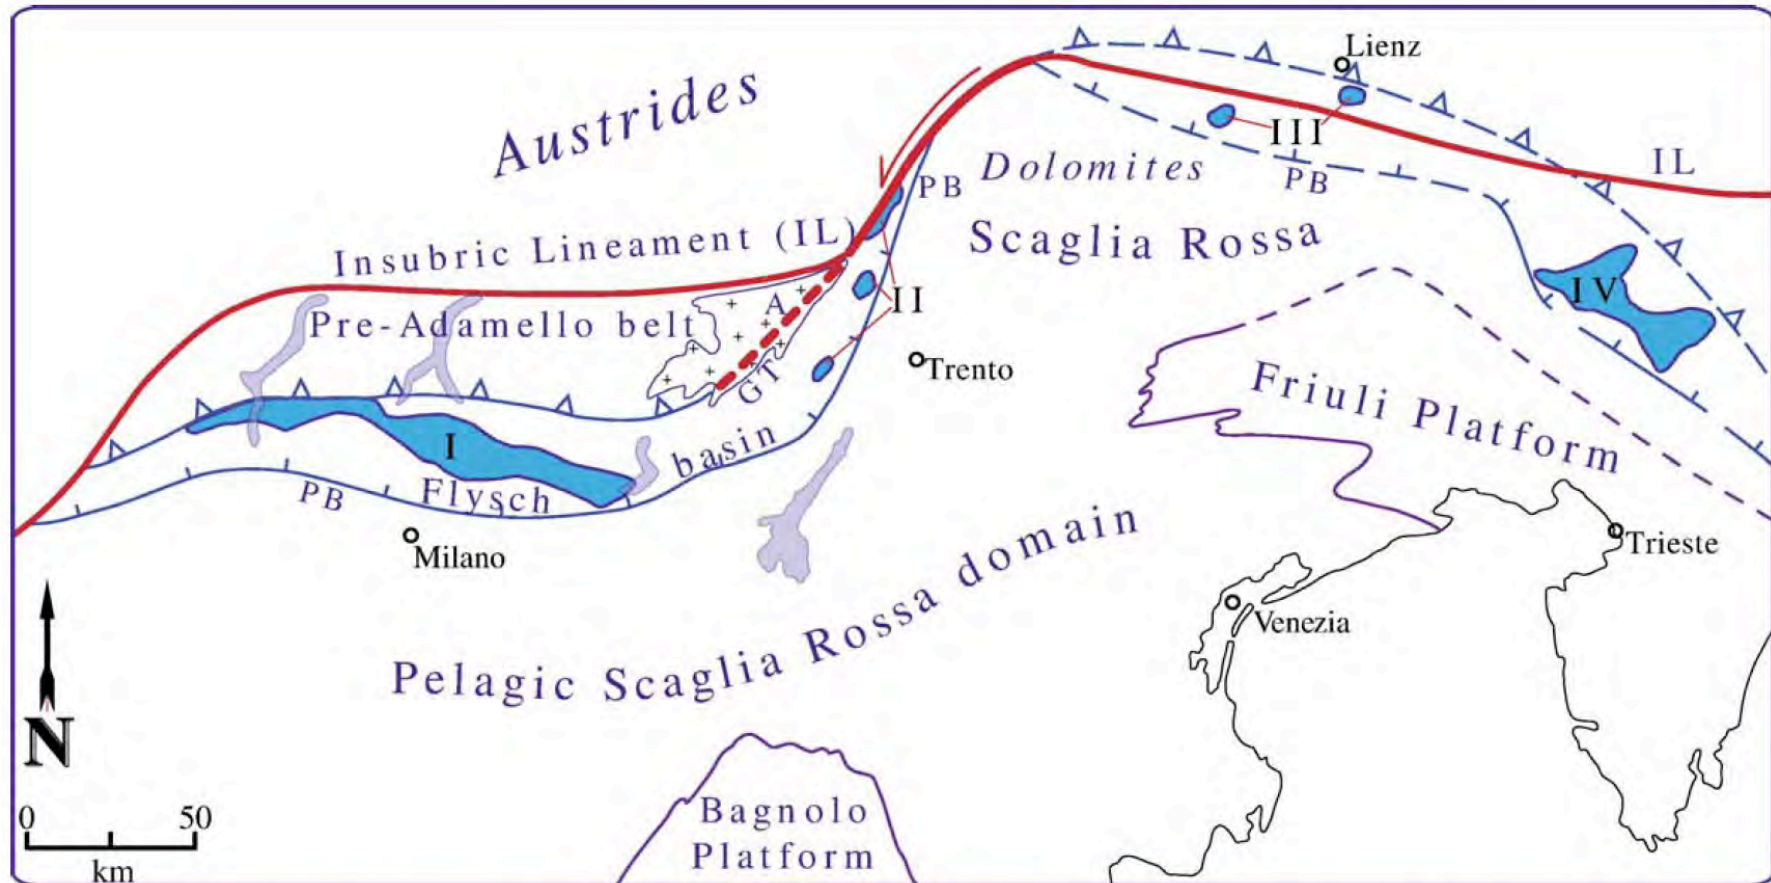 Lienz
Austrides
III
IL
PB
Dolomites
PB
Scaglia Rossa
Insubric Lineament (IL)
IV
A
II
Pre-Adamello belt
Trento
GT
Friuli Platform
I
basin
PB
Flysch
Milano
Trieste
Pelagic Scaglia Rossa domain
Venezia
N
Bagnolo
Platform
0 50
km